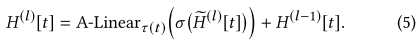 H^{(l)}[t] = A-Linear_{τ(t)}(σ(H̃^{(l)}[t])) + H^{(l−1)}[t]. (5)